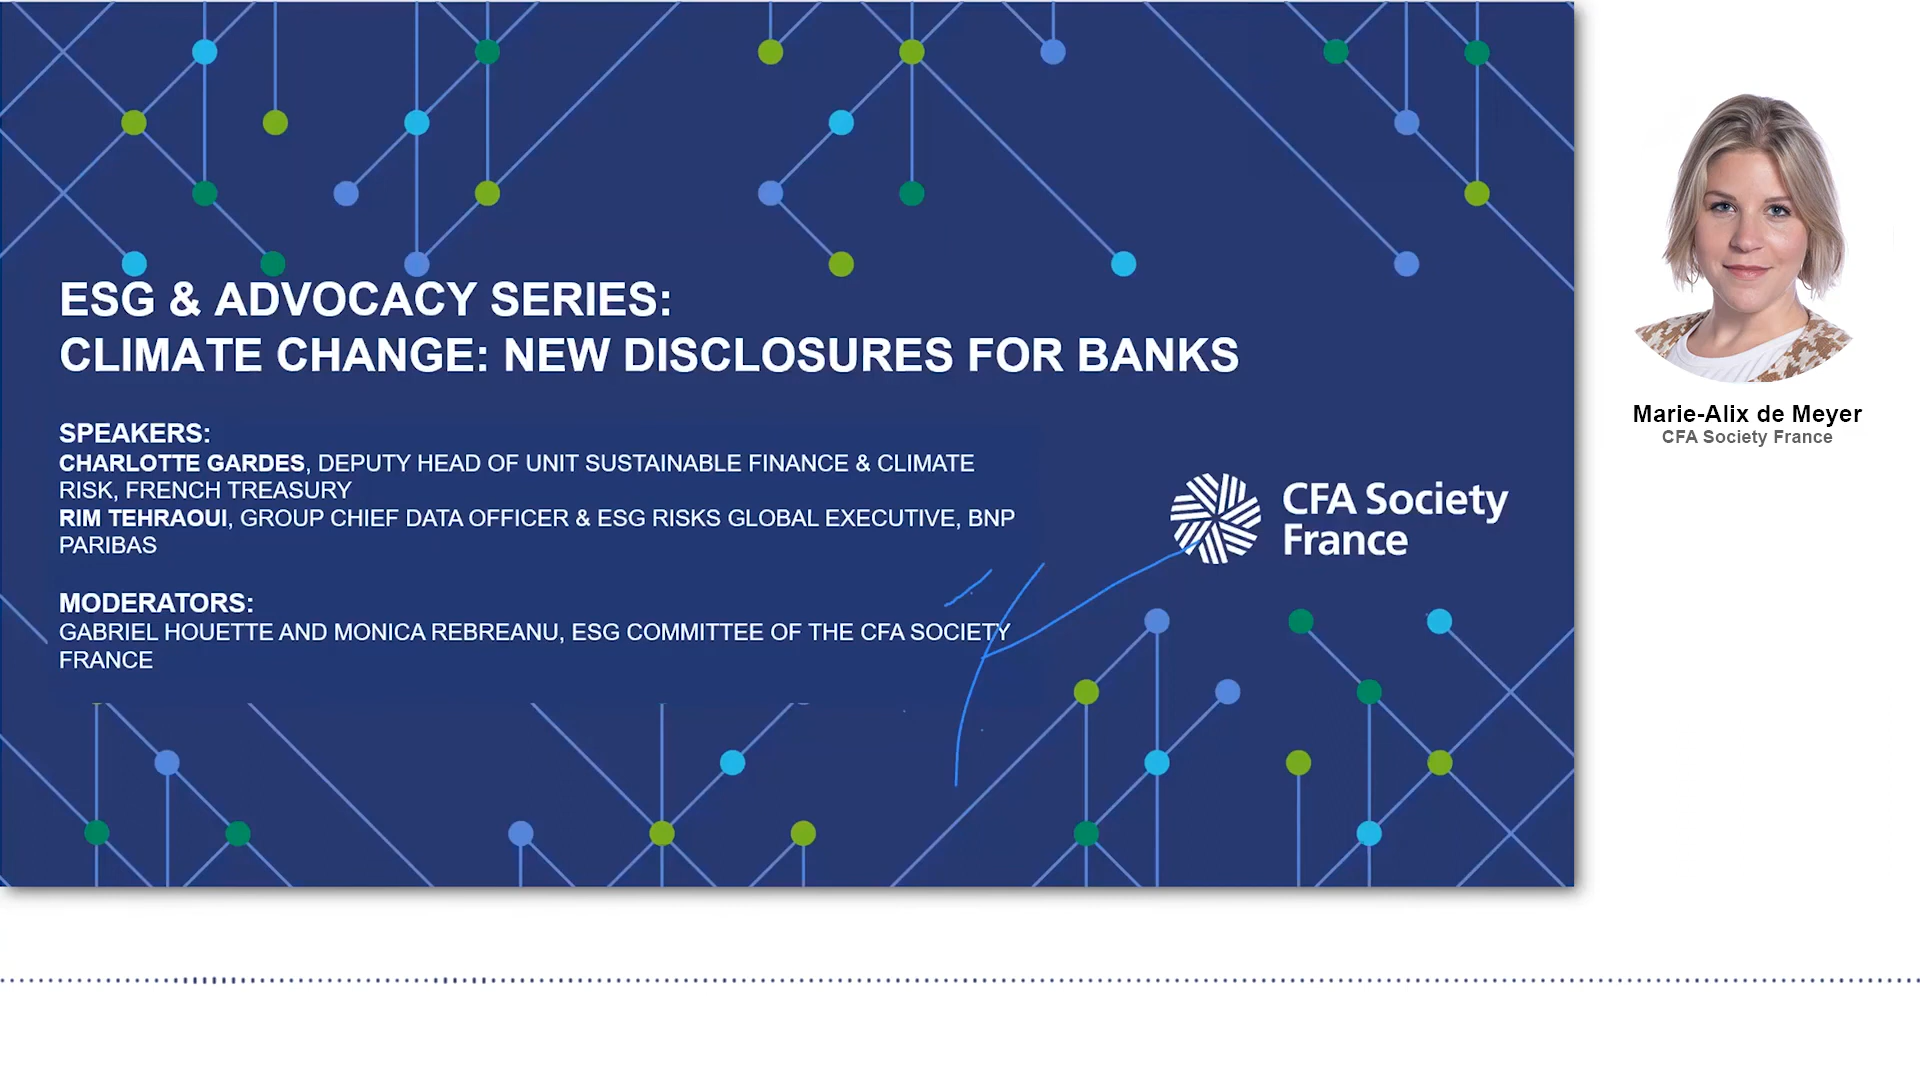 ESG & ADVOCACY SERIES:
CLIMATE CHANGE: NEW DISCLOSURES FOR BANKS
SPEAKERS:
CHARLOTTE GARDES, DEPUTY HEAD OF UNIT SUSTAINABLE FINANCE & CLIMATE
RISK, FRENCH TREASURY
RIM TEHRAOUI, GROUP CHIEF DATA OFFICER & ESG RISKS GLOBAL EXECUTIVE, BNP
PARIBAS
MODERATORS:
GABRIEL HOUETTE AND MONICA REBREANU, ESG COMMITTEE OF THE CFA SOCIETY
FRANCE
CFA Society
France
Marie-Alix de Meyer
CFA Society France